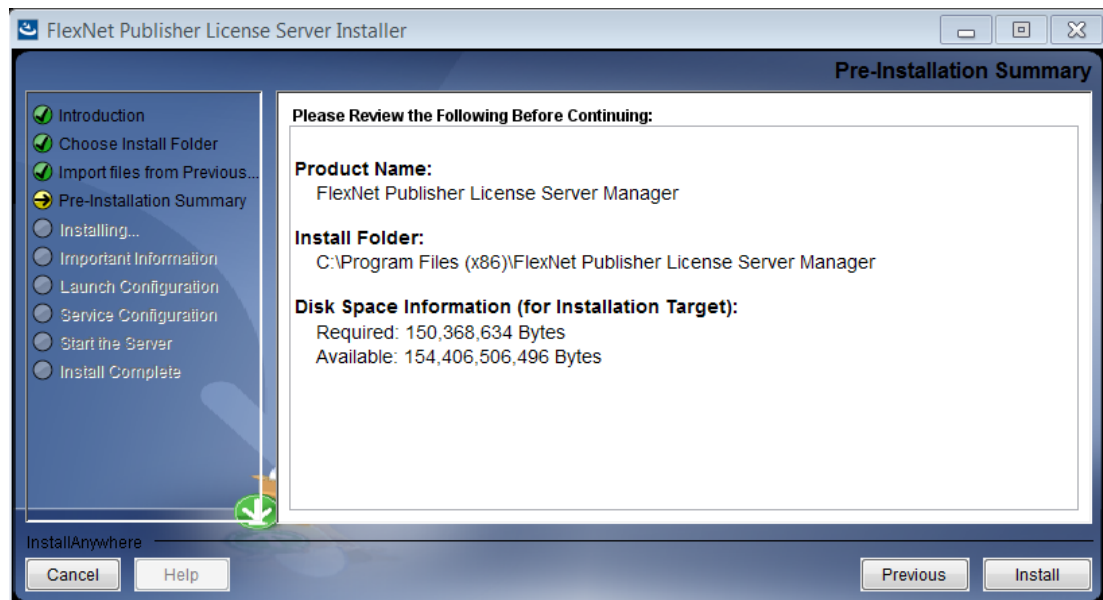 FlexNet Publisher License Server Installer
Pre-Installation Summary
Introduction
Choose Install Folder
Import files from Previous...
Pre-Installation Summary
Installing...
Important Information
Launch Configuration
Service Configuration
Start the Server
Install Complete
Please Review the Following Before Continuing:
Product Name:
FlexNet Publisher License Server Manager
Install Folder:
C:\Program Files (x86)\FlexNet Publisher License Server Manager
Disk Space Information (for Installation Target):
Required: 150,368,634 Bytes
Available: 154,406,506,496 Bytes
InstallAnywhere
Cancel
Help
Previous
Install